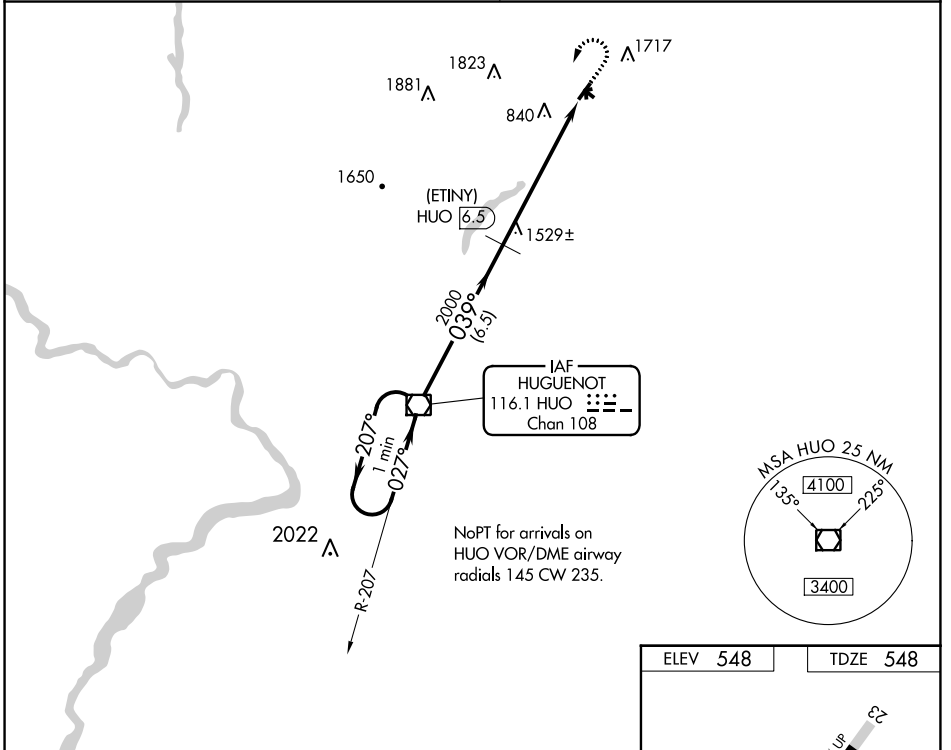 1717
1823
1881
840
1650
(ETINY)
HUO 6.5
1529±
2000
039°
(6.5)
IAF
HUGUENOT
116.1 HUO
Chan 108
207°
1 min
027°
MSA HUO 25 NM
135°
4100
225°
3400
NoPT for arrivals on
HUO VOR/DME airway
radials 145 CW 235.
2022
R-207
ELEV 548
TDZE 548
23
UP